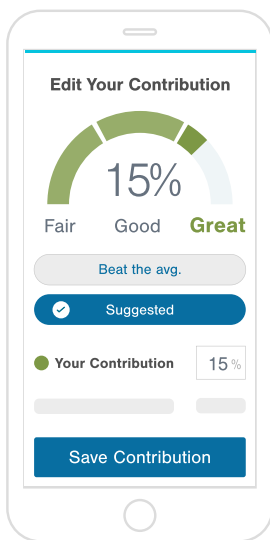 Edit Your Contribution
15%
Fair Good Great
Beat the avg.
Suggested
Your Contribution 15 %
Save Contribution